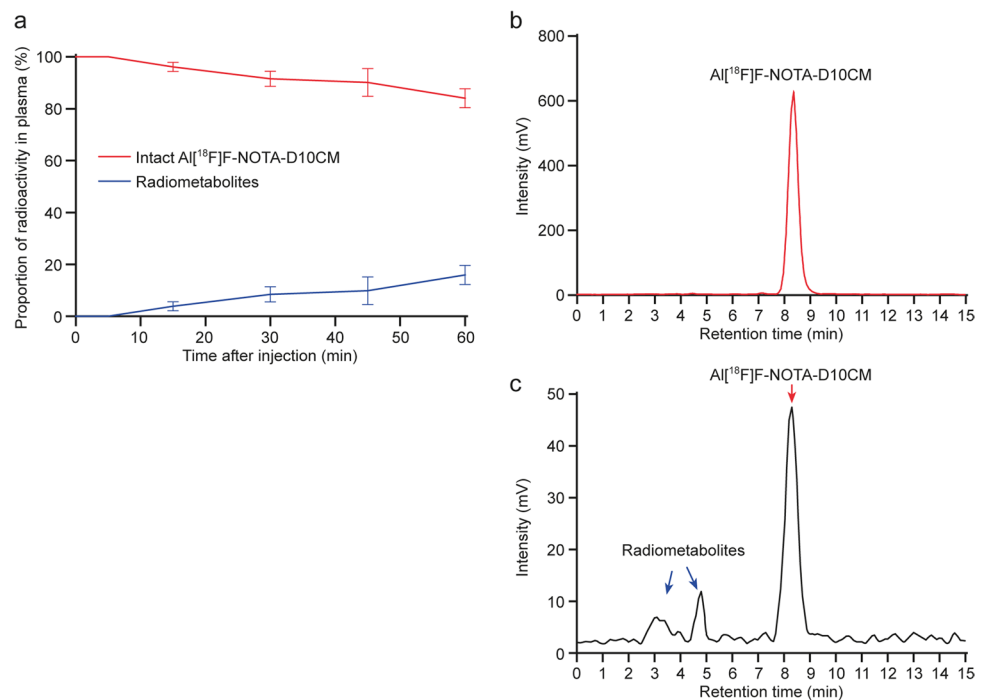 a
Proportion of radioactivity in plasma (%)
100
80
60
40
20
0
Intact Al[¹⁸F]F-NOTA-D10CM
Radiometabolites
0 10 20 30 40 50 60
Time after injection (min)
b
Al[¹⁸F]F-NOTA-D10CM
Intensity (mV)
800
600
400
200
0
0 1 2 3 4 5 6 7 8 9 10 11 12 13 14 15
Retention time (min)
c
Al[¹⁸F]F-NOTA-D10CM
Intensity (mV)
50
40
30
20
10
0
Radiometabolites
0 1 2 3 4 5 6 7 8 9 10 11 12 13 14 15
Retention time (min)